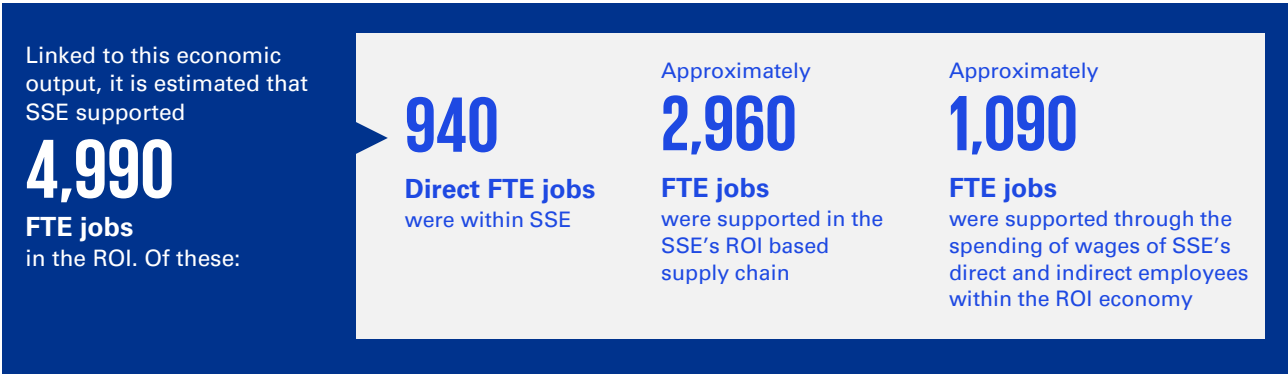 Linked to this economic
output, it is estimated that
SSE supported
4,990
FTE jobs
in the ROI. Of these:
940
Direct FTE jobs
were within SSE
Approximately
2,960
FTE jobs
were supported in the
SSE's ROI based
supply chain
Approximately
1,090
FTE jobs
were supported through the
spending of wages of SSE's
direct and indirect employees
within the ROI economy